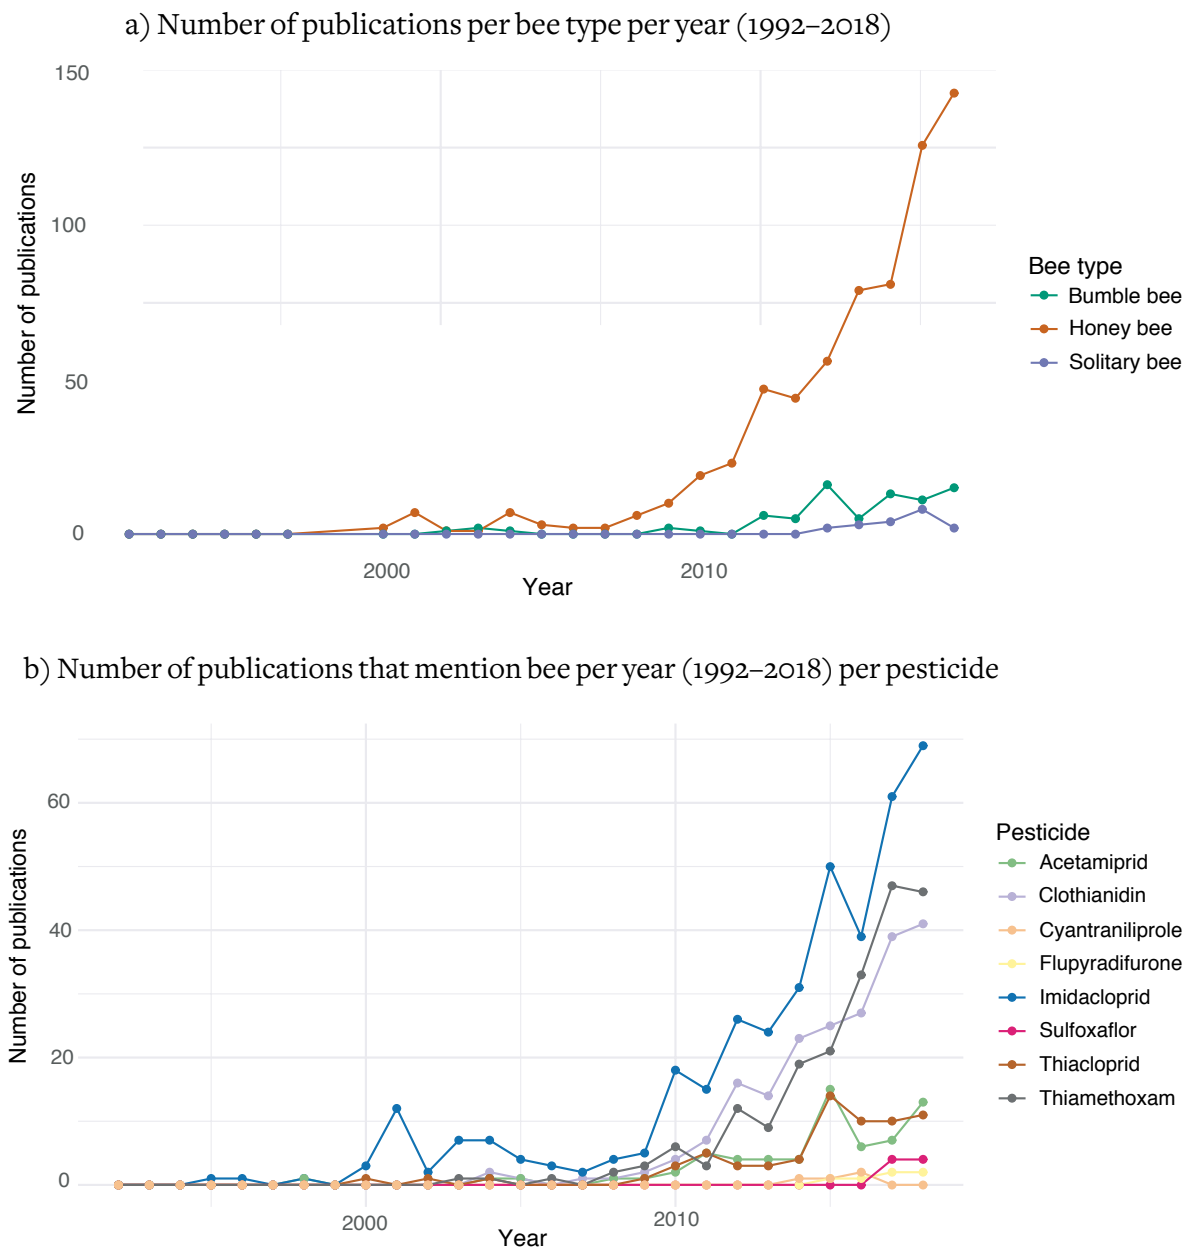 a) Number of publications per bee type per year (1992–2018)
150
100
50
0
Number of publications
2000
2010
Year
Bee type
Bumble bee
Honey bee
Solitary bee
b) Number of publications that mention bee per year (1992–2018) per pesticide
60
40
20
0
Number of publications
2000
2010
Year
Pesticide
Acetamiprid
Clothianidin
Cyantraniliprole
Flupyradifurone
Imidacloprid
Sulfoxaflor
Thiacloprid
Thiamethoxam